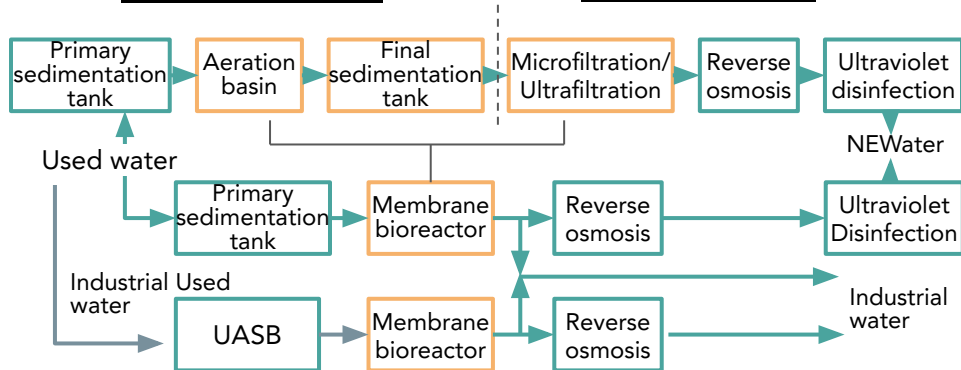 Primary
sedimentation
tank
Aeration
basin
Final
sedimentation
tank
Microfiltration/
Ultrafiltration
Reverse
osmosis
Ultraviolet
disinfection
Used water
NEWater
Primary
sedimentation
tank
Membrane
bioreactor
Reverse
osmosis
Ultraviolet
Disinfection
Industrial Used
water
UASB
Membrane
bioreactor
Reverse
osmosis
Industrial
water